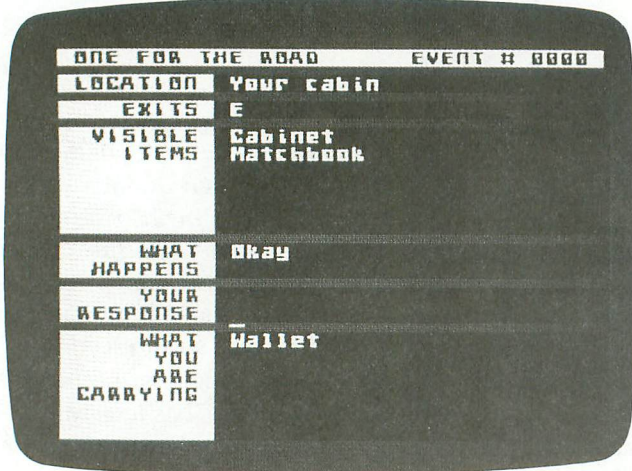 ONE FOR THE ROAD EVENT # 0000
LOCATION Your cabin
EXITS E
VISIBLE Cabinet
ITEMS Matchbook
WHAT Okay
HAPPENS
YOUR
RESPONSE
WHAT Wallet
YOU
ARE
CARRYING